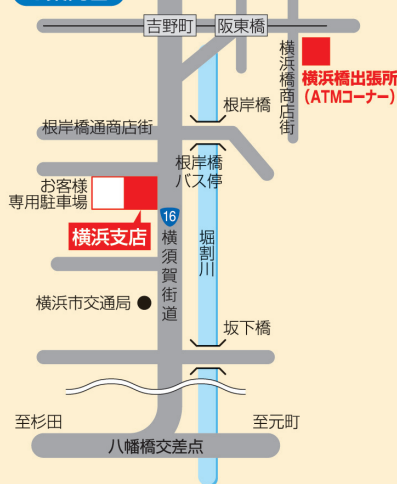 吉野町
阪東橋
横浜橋商店街
横浜橋出張所
(ATMコーナー)
根岸橋
根岸橋通商店街
根岸橋
バス停
お客様
専用駐車場
16
横浜支店
横須賀街道
堀割川
横浜市交通局
坂下橋
至杉田
至元町
八幡橋交差点